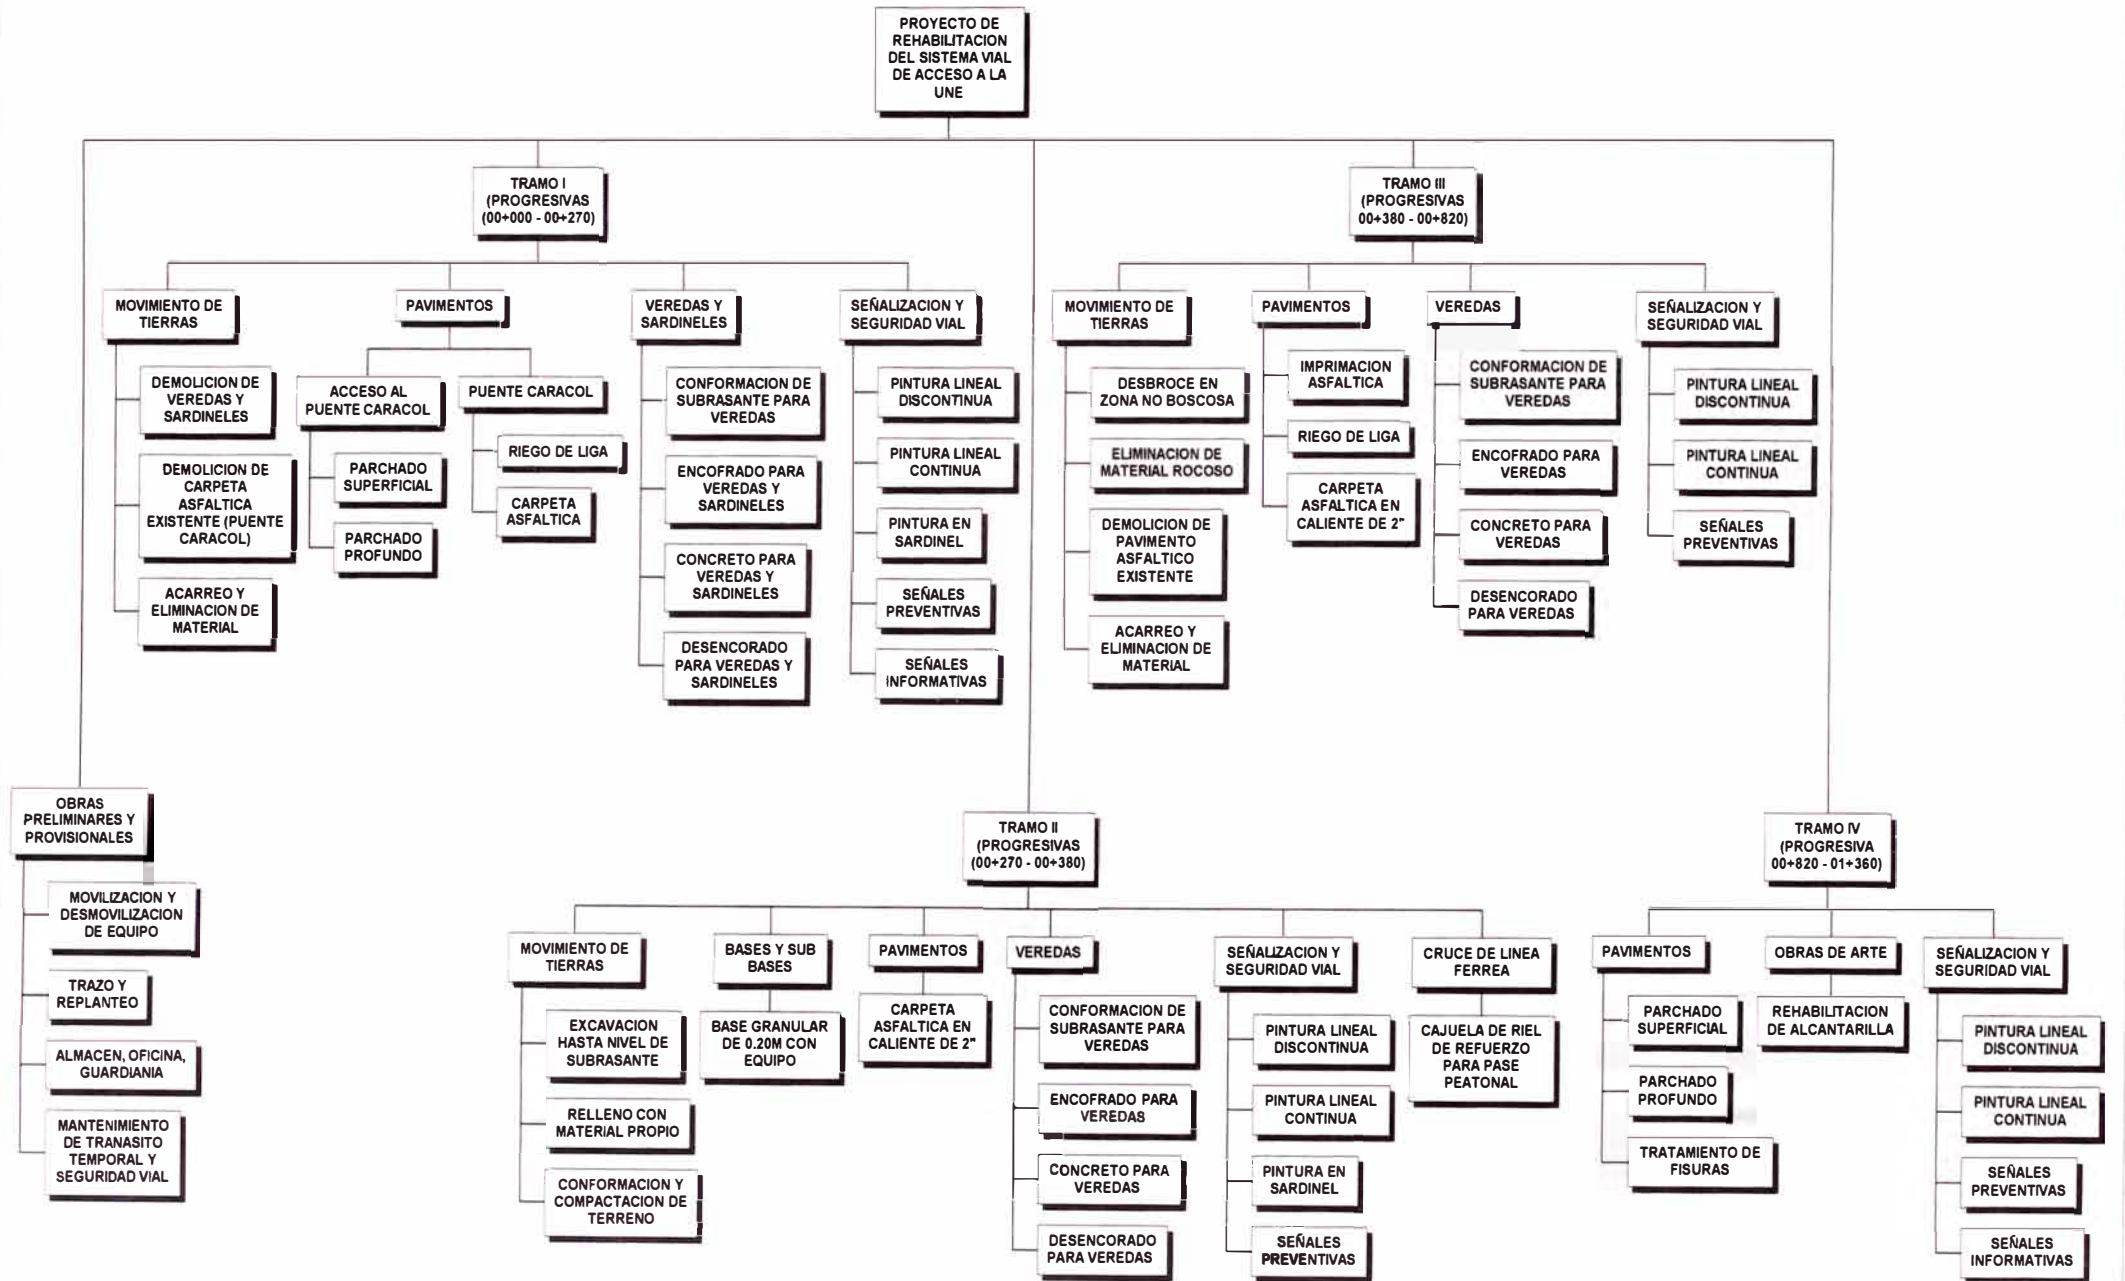 PROYECTO DE
REHABILITACION
DEL SISTEMA VIAL
DE ACCESO A LA
UNE
TRAMO I
(PROGRESIVAS
(00+000 - 00+270)
MOVIMIENTO DE
TIERRAS
DEMOLICION DE
VEREDAS Y
SARDINELES
DEMOLICION DE
CARPETA
ASFALTICA
EXISTENTE (PUENTE
CARACOL)
ACARREO Y
ELIMINACION DE
MATERIAL
PAVIMENTOS
ACCESO AL
PUENTE CARACOL
PARCHADO
SUPERFICIAL
PARCHADO
PROFUNDO
PUENTE CARACOL
RIEGO DE LIGA
CARPETA
ASFALTICA
VEREDAS Y
SARDINELES
CONFORMACION DE
SUBRASANTE PARA
VEREDAS
ENCOFRADO PARA
VEREDAS Y
SARDINELES
CONCRETO PARA
VEREDAS Y
SARDINELES
DESENCORADO
PARA VEREDAS Y
SARDINELES
SEÑALIZACION Y
SEGURIDAD VIAL
PINTURA LINEAL
DISCONTINUA
PINTURA LINEAL
CONTINUA
PINTURA EN
SARDINEL
SEÑALES
PREVENTIVAS
SEÑALES
INFORMATIVAS
TRAMO III
(PROGRESIVAS
00+380 - 00+820)
MOVIMIENTO DE
TIERRAS
DESBROCE EN
ZONA NO BOSCOSA
ELIMINACION DE
MATERIAL ROCOSO
DEMOLICION DE
PAVIMENTO
ASFALTICO
EXISTENTE
ACARREO Y
ELIMINACION DE
MATERIAL
PAVIMENTOS
IMPRIMACION
ASFALTICA
RIEGO DE LIGA
CARPETA
ASFALTICA EN
CALIENTE DE 2"
VEREDAS
CONFORMACION DE
SUBRASANTE PARA
VEREDAS
ENCOFRADO PARA
VEREDAS
CONCRETO PARA
VEREDAS
DESENCORADO
PARA VEREDAS
SEÑALIZACION Y
SEGURIDAD VIAL
PINTURA LINEAL
DISCONTINUA
PINTURA LINEAL
CONTINUA
SEÑALES
PREVENTIVAS
OBRAS
PRELIMINARES Y
PROVISIONALES
MOVILIZACION Y
DESMOVILIZACION
DE EQUIPO
TRAZO Y
REPLANTEO
ALMACEN, OFICINA,
GUARDIANIA
MANTENIMIENTO
DE TRANASITO
TEMPORAL Y
SEGURIDAD VIAL
TRAMO II
(PROGRESIVAS
(00+270 - 00+380)
MOVIMIENTO DE
TIERRAS
EXCAVACION
HASTA NIVEL DE
SUBRASANTE
RELLENO CON
MATERIAL PROPIO
CONFORMACION Y
COMPACTACION DE
TERRENO
BASES Y SUB
BASES
BASE GRANULAR
DE 0.20M CON
EQUIPO
PAVIMENTOS
CARPETA
ASFALTICA EN
CALIENTE DE 2"
VEREDAS
CONFORMACION DE
SUBRASANTE PARA
VEREDAS
ENCOFRADO PARA
VEREDAS
CONCRETO PARA
VEREDAS
DESENCORADO
PARA VEREDAS
SEÑALIZACION Y
SEGURIDAD VIAL
PINTURA LINEAL
DISCONTINUA
PINTURA LINEAL
CONTINUA
PINTURA EN
SARDINEL
SEÑALES
PREVENTIVAS
CRUCE DE LINEA
FERREA
CAJUELA DE RIEL
DE REFUERZO
PARA PASE
PEATONAL
TRAMO IV
(PROGRESIVA
00+820 - 01+360)
PAVIMENTOS
PARCHADO
SUPERFICIAL
PARCHADO
PROFUNDO
TRATAMIENTO DE
FISURAS
OBRAS DE ARTE
REHABILITACION
DE ALCANTARILLA
SEÑALIZACION Y
SEGURIDAD VIAL
PINTURA LINEAL
DISCONTINUA
PINTURA LINEAL
CONTINUA
SEÑALES
PREVENTIVAS
SEÑALES
INFORMATIVAS